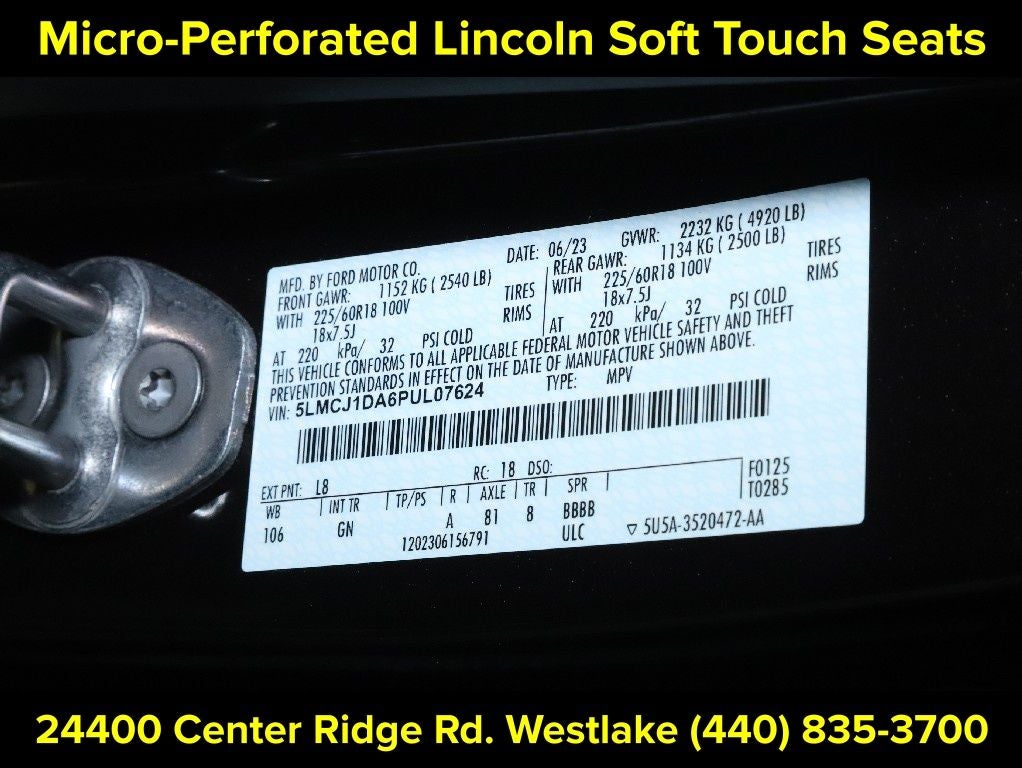 Micro-Perforated Lincoln Soft Touch Seats
MFD. BY FORD MOTOR CO. DATE: 06/23 GVWR: 2232 KG ( 4920 LB)
FRONT GAWR: 1152 KG ( 2540 LB) REAR GAWR: 1134 KG ( 2500 LB)
WITH 225/60R18 100V TIRES WITH 225/60R18 100V TIRES
18x7.5J RIMS 18x7.5J RIMS
AT 220 kPa/ 32 PSI COLD AT 220 kPa/ 32 PSI COLD
THIS VEHICLE CONFORMS TO ALL APPLICABLE FEDERAL MOTOR VEHICLE SAFETY AND THEFT
PREVENTION STANDARDS IN EFFECT ON THE DATE OF MANUFACTURE SHOWN ABOVE.
VIN: 5LMCJ1DA6PUL07624 TYPE: MPV
EXT PNT: L8 RC: 18 DSO: F0125
WB INT TR TP/PS R AXLE TR SPR T0285
106 GN A 81 8 BBBB
1202306156791 ULC ▽ 5U5A-3520472-AA
24400 Center Ridge Rd. Westlake (440) 835-3700